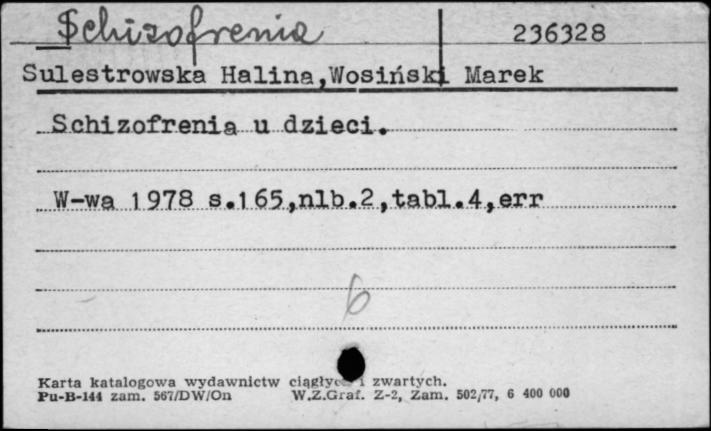 Schizofrenia 236328
Sulestrowska Halina,Wosiński Marek
Schizofrenia u dzieci.
W-wa 1978 s.165,nlb.2,tabl.4,err
6
Karta katalogowa wydawnictw ciągłych i zwartych.
Pu-B-144 zam. 567/DW/On W.Z.Graf. Z-2, Zam. 502/77, 6 400 000